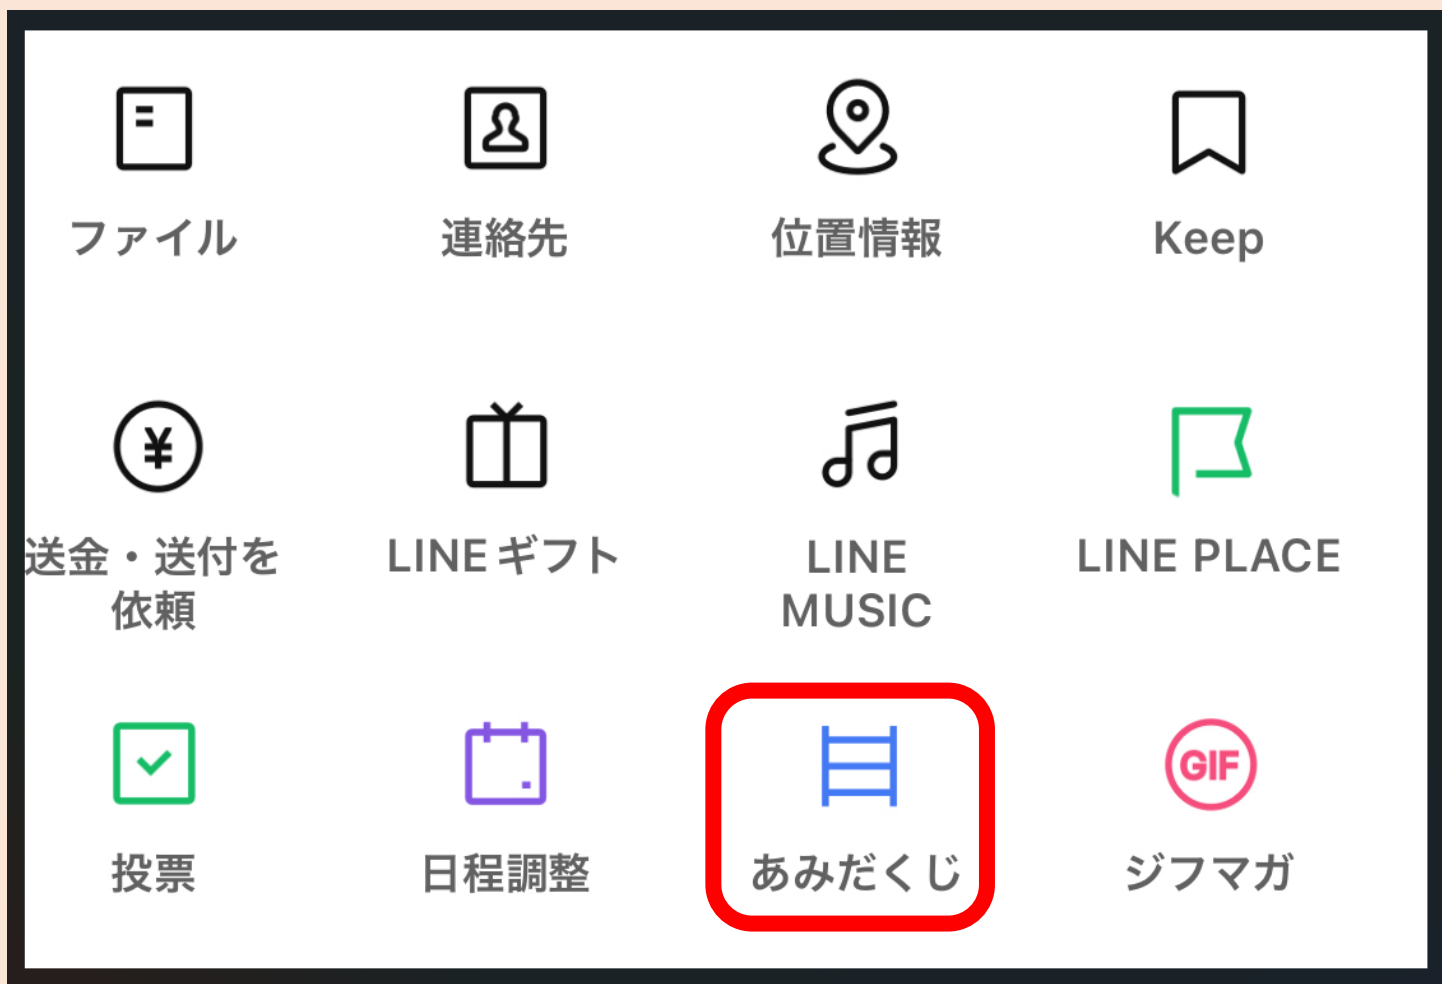 ファイル
連絡先
位置情報
Keep
¥
送金・送付を
依頼
LINE ギフト
LINE
MUSIC
LINE PLACE
投票
日程調整
あみだくじ
GIF
ジフマガ